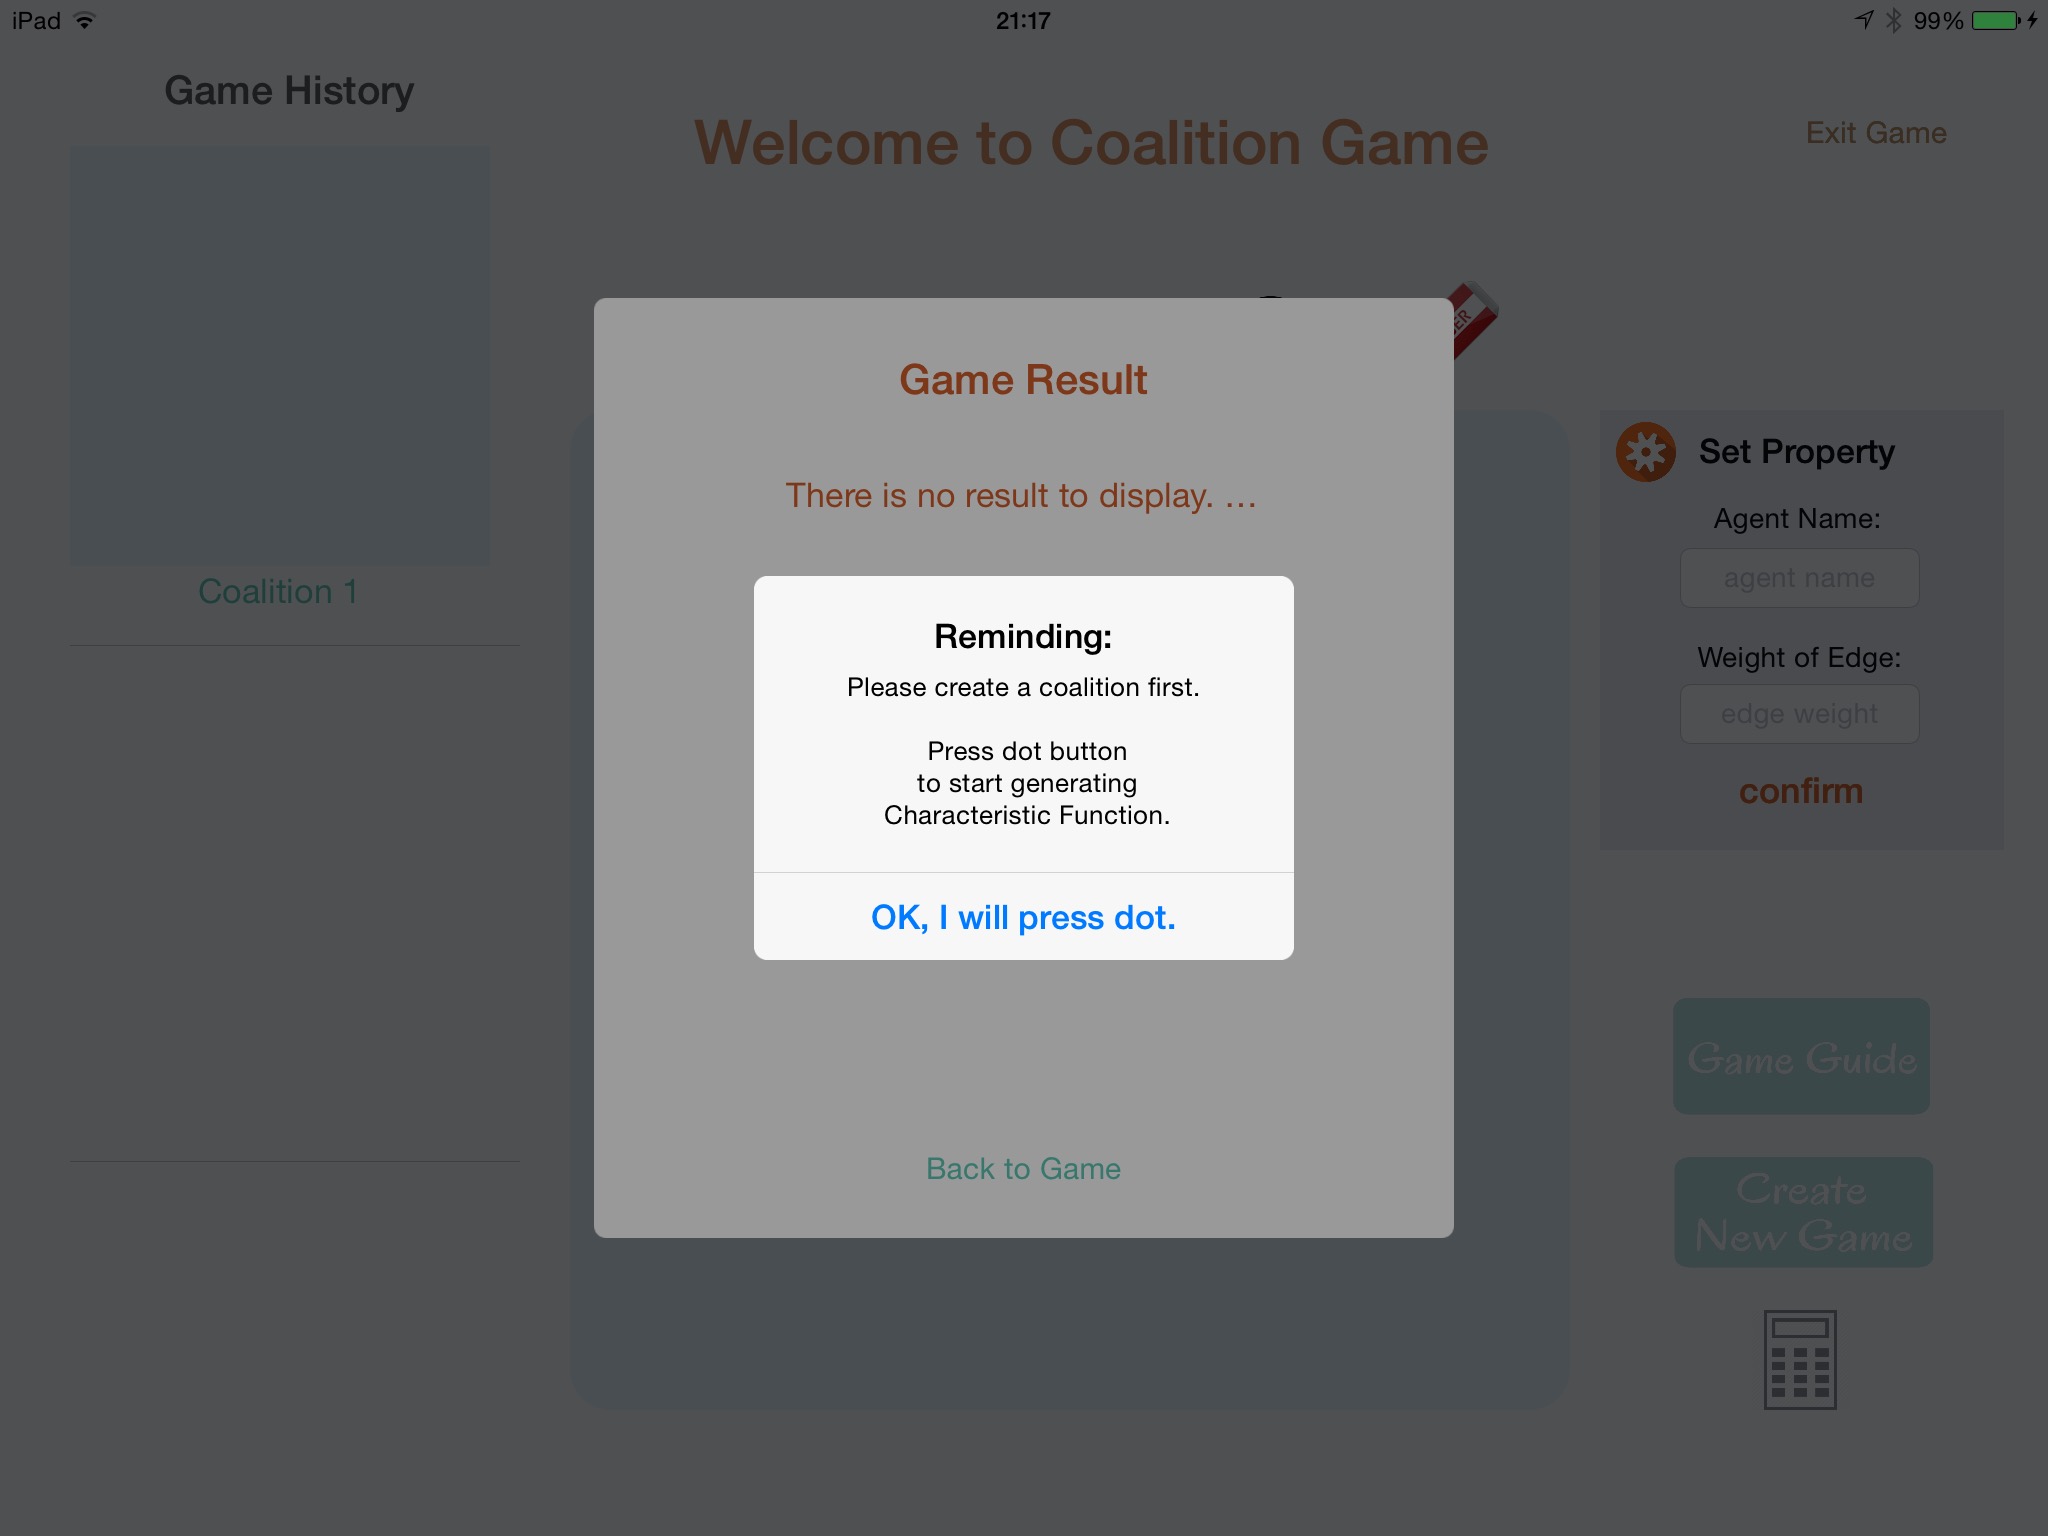 iPad
21:17
99%
Game History
Welcome to Coalition Game
Exit Game
Game Result
There is no result to display. ...
Coalition 1
Set Property
Agent Name:
agent name
Weight of Edge:
edge weight
confirm
Reminding:
Please create a coalition first.
Press dot button
to start generating
Characteristic Function.
OK, I will press dot.
Back to Game
Game Guide
Create
New Game